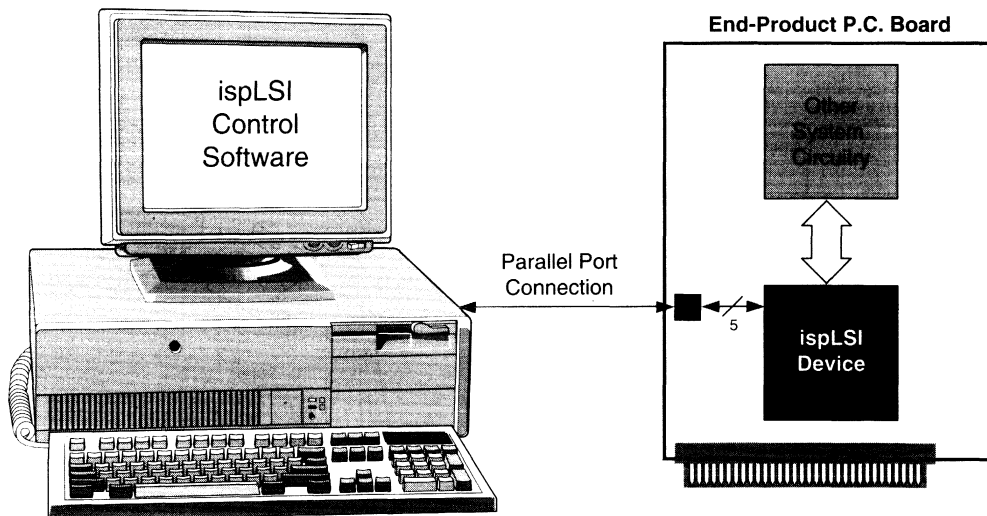 End-Product P.C. Board
ispLSI
Control
Software
Other
System
Circuitry
Parallel Port
Connection
5
ispLSI
Device